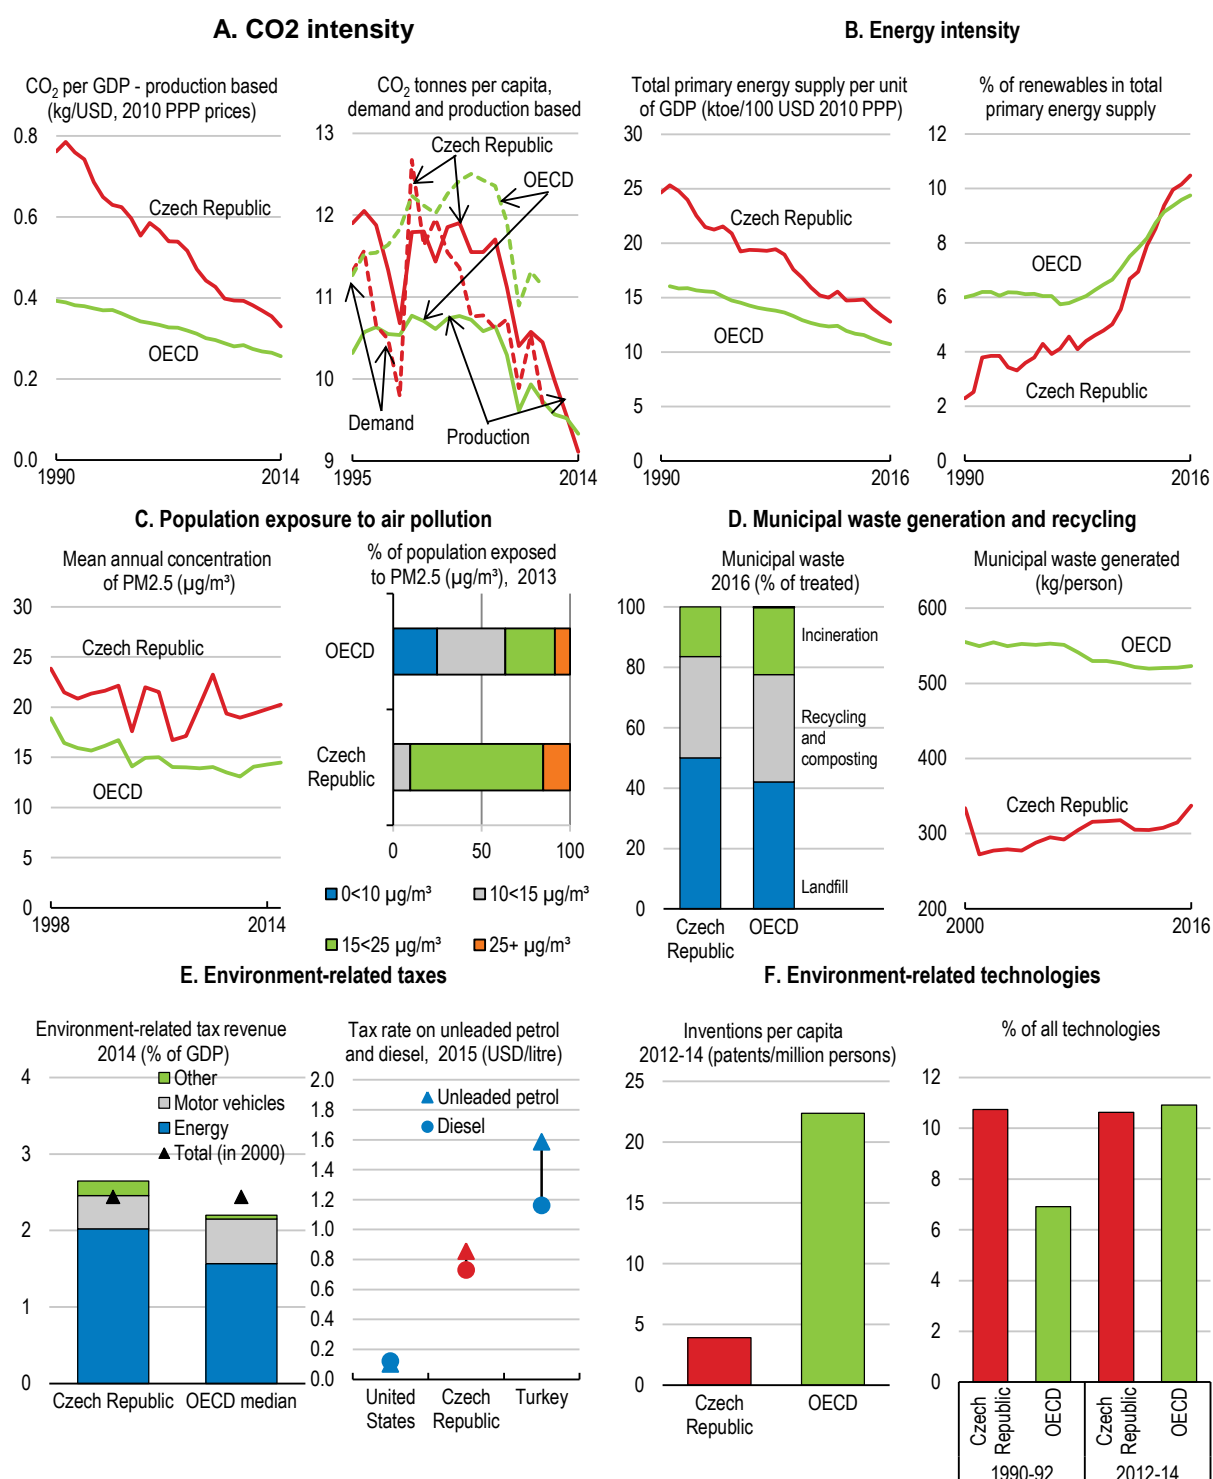 A. CO2 intensity
B. Energy intensity
CO2 per GDP - production based
(kg/USD, 2010 PPP prices)
0.8
0.6
0.4
0.2
0.0
1990
2014
Czech Republic
OECD
CO2 tonnes per capita,
demand and production based
13
12
11
10
9
1995
2014
Czech Republic
OECD
Demand
Production
Total primary energy supply per unit
of GDP (ktoe/100 USD 2010 PPP)
30
25
20
15
10
5
0
1990
2016
Czech Republic
OECD
% of renewables in total
primary energy supply
12
10
8
6
4
2
0
1990
2016
OECD
Czech Republic
C. Population exposure to air pollution
D. Municipal waste generation and recycling
Mean annual concentration
of PM2.5 (µg/m³)
30
25
20
15
10
5
0
1998
2014
Czech Republic
OECD
% of population exposed
to PM2.5 (µg/m³), 2013
OECD
Czech
Republic
0
50
100
0<10 µg/m³
10<15 µg/m³
15<25 µg/m³
25+ µg/m³
Municipal waste
2016 (% of treated)
100
80
60
40
20
0
Incineration
Recycling
and
composting
Landfill
Czech
Republic
OECD
Municipal waste generated
(kg/person)
600
500
400
300
200
2000
2016
OECD
Czech Republic
E. Environment-related taxes
F. Environment-related technologies
Environment-related tax revenue
2014 (% of GDP)
4
3
2
1
0
Other
Motor vehicles
Energy
Total (in 2000)
Czech Republic
OECD median
Tax rate on unleaded petrol
and diesel, 2015 (USD/litre)
2.0
1.8
1.6
1.4
1.2
1.0
0.8
0.6
0.4
0.2
0.0
Unleaded petrol
Diesel
United
States
Czech
Republic
Turkey
Inventions per capita
2012-14 (patents/million persons)
25
20
15
10
5
0
Czech
Republic
OECD
% of all technologies
12
10
8
6
4
2
0
Czech
Republic
OECD
Czech
Republic
OECD
1990-92
2012-14